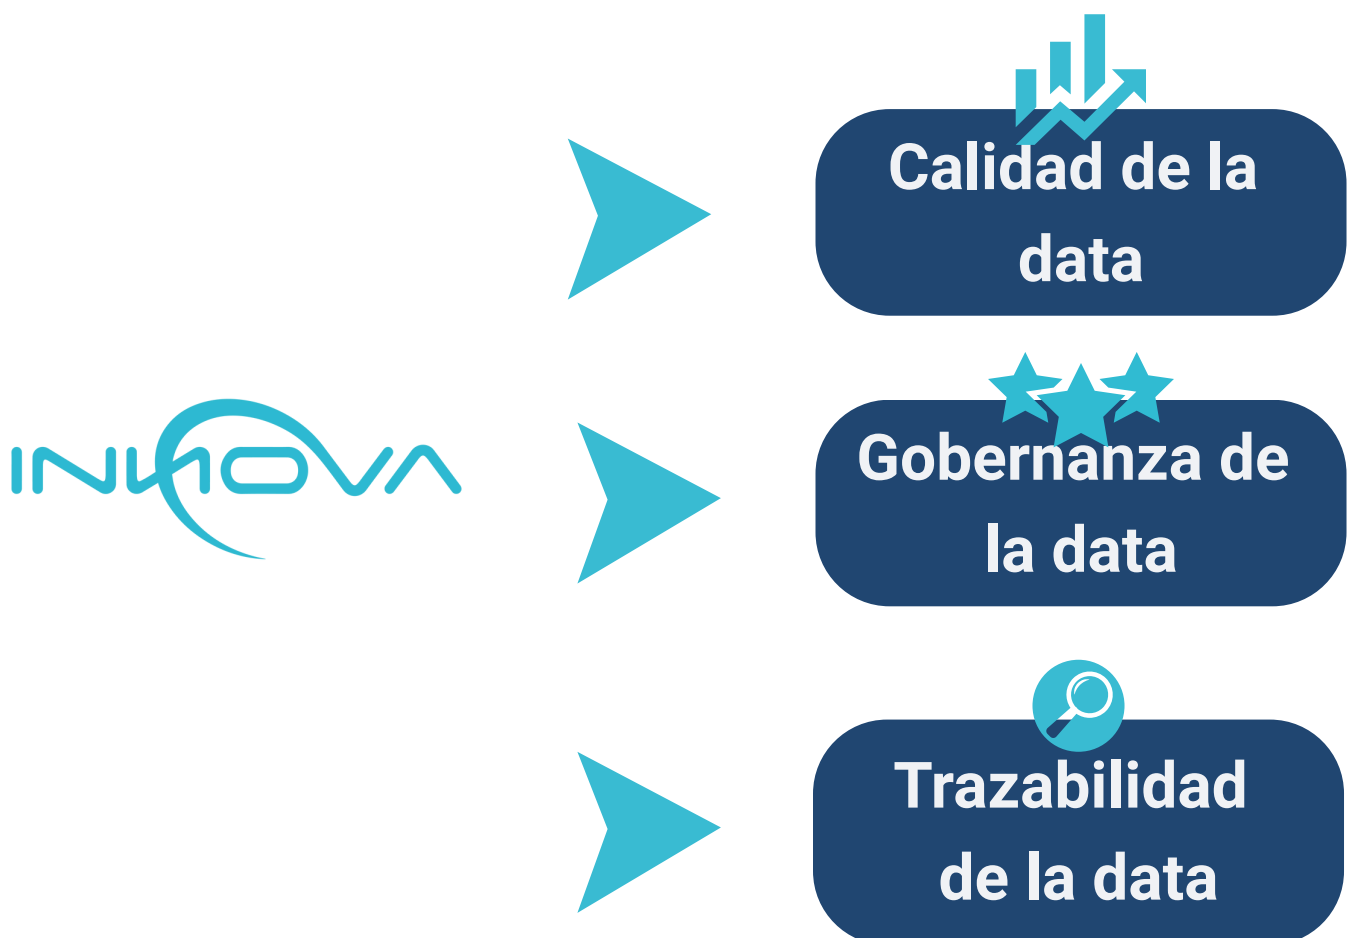 Calidad de la
data
INNOVA
Gobernanza de
la data
Trazabilidad
de la data